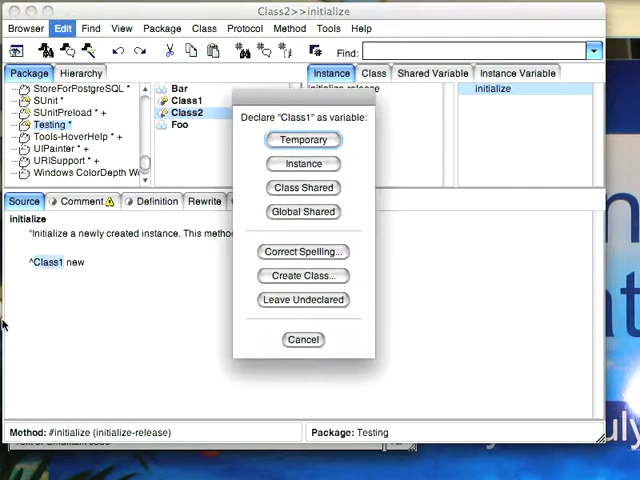 Class2>>initialize
Browser Edit Find View Package Class Protocol Method Tools Help
Find:
Package Hierarchy Instance Class Shared Variable Instance Variable
StoreForPostgreSQL *
SUnit *
SUnitPreload * +
Testing *
Tools-HoverHelp * +
UIPainter * +
URISupport * +
Windows ColorDepth
Bar
Class1
Class2
Foo
initialize-release
initialize
Source Comment Definition Rewrite
initialize
"Initialize a newly created instance. This
^Class1 new
Declare "Class1" as variable:
Temporary
Instance
Class Shared
Global Shared
Correct Spelling...
Create Class...
Leave Undeclared
Cancel
Method: #initialize (initialize-release) Package: Testing